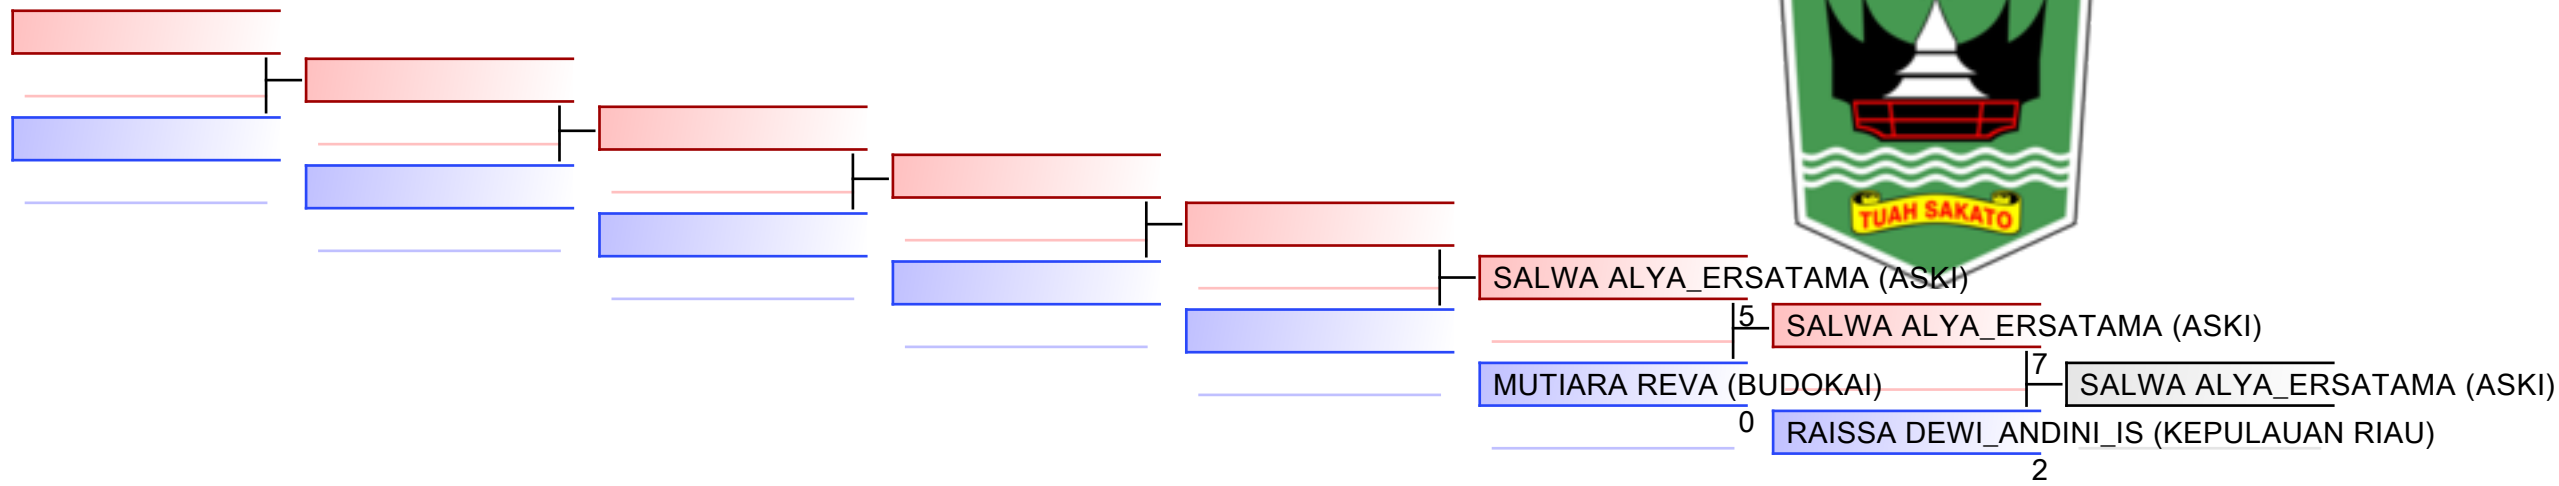 TUAH SAKATO
SALWA ALYA_ERSATAMA (ASKI)
5
SALWA ALYA_ERSATAMA (ASKI)
7
MUTIARA REVA (BUDOKAI)
SALWA ALYA_ERSATAMA (ASKI)
0
RAISSA DEWI_ANDINI_IS (KEPULAUAN RIAU)
2